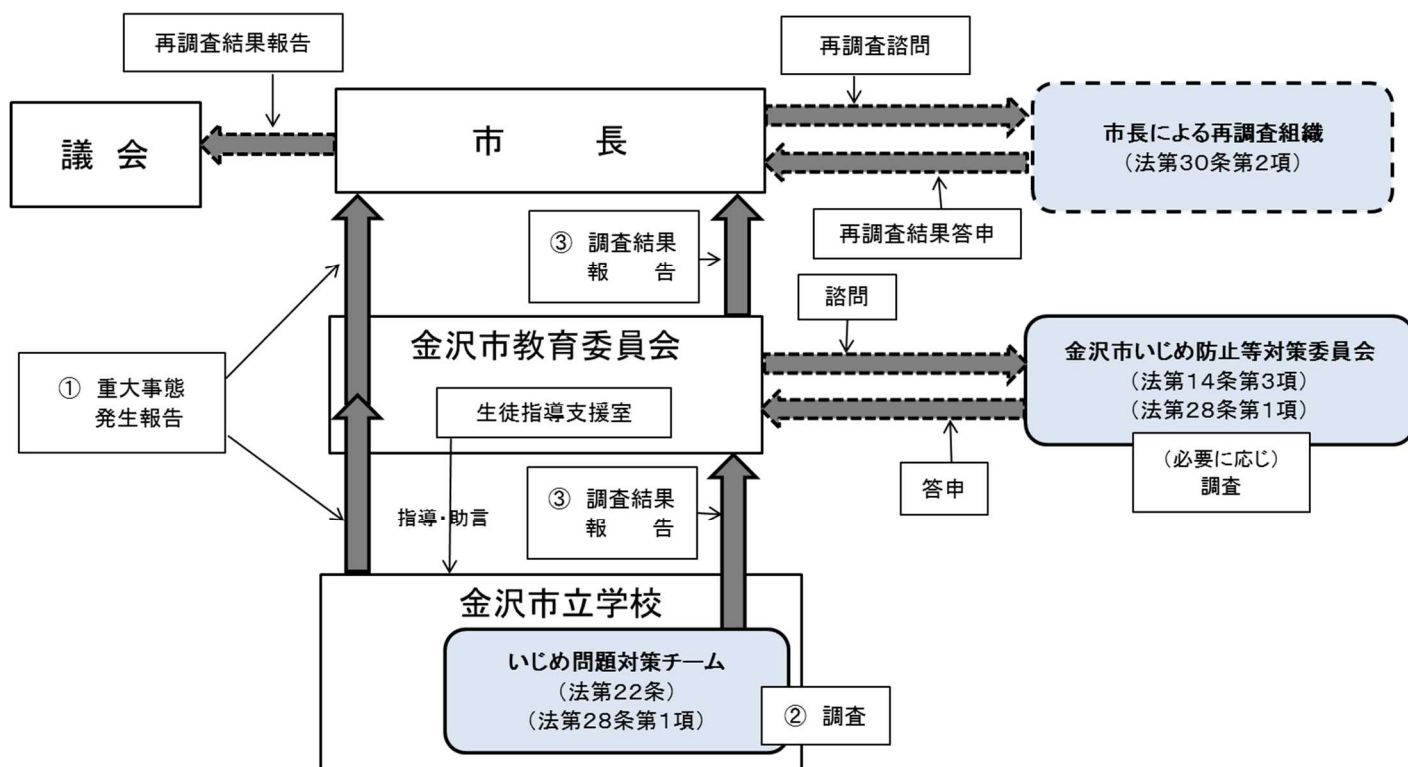 再調査結果報告
再調査諮問
議　会
市　　　長
市長による再調査組織
(法第30条第2項)
③ 調査結果
報　　告
再調査結果答申
諮問
① 重大事態
発生報告
金沢市教育委員会
生徒指導支援室
金沢市いじめ防止等対策委員会
(法第14条第3項)
(法第28条第1項)
(必要に応じ)
調査
答申
指導・助言
③ 調査結果
報　　告
金沢市立学校
いじめ問題対策チーム
(法第22条)
(法第28条第1項)
② 調査